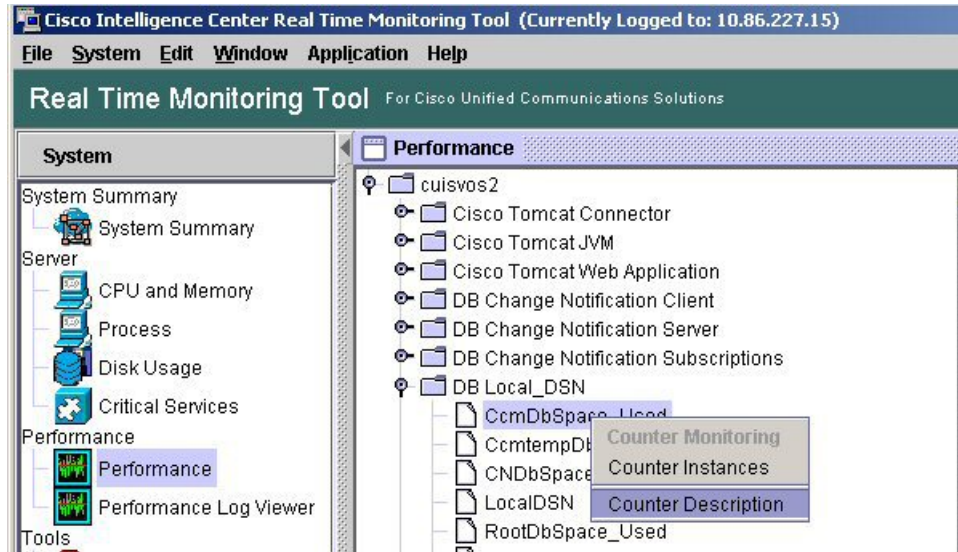 Cisco Intelligence Center Real Time Monitoring Tool (Currently Logged to: 10.86.227.15)
File System Edit Window Application Help
Real Time Monitoring Tool For Cisco Unified Communications Solutions
System
System Summary
System Summary
Server
CPU and Memory
Process
Disk Usage
Critical Services
Performance
Performance
Performance Log Viewer
Tools
Performance
cuisvos2
Cisco Tomcat Connector
Cisco Tomcat JVM
Cisco Tomcat Web Application
DB Change Notification Client
DB Change Notification Server
DB Change Notification Subscriptions
DB Local_DSN
CcmDbSpace_Used
CcmtempDb
CNDbSpace
LocalDSN
RootDbSpace_Used
Counter Monitoring
Counter Instances
Counter Description